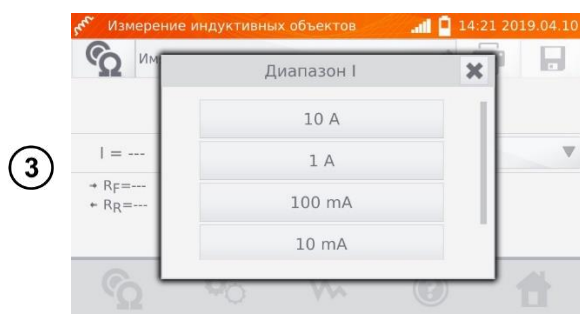 Измерение индуктивных объектов 14:21 2019.04.10
Им
Диапазон I
10 A
1 A
100 mA
10 mA
3
I = ---
RF=---
RR=---